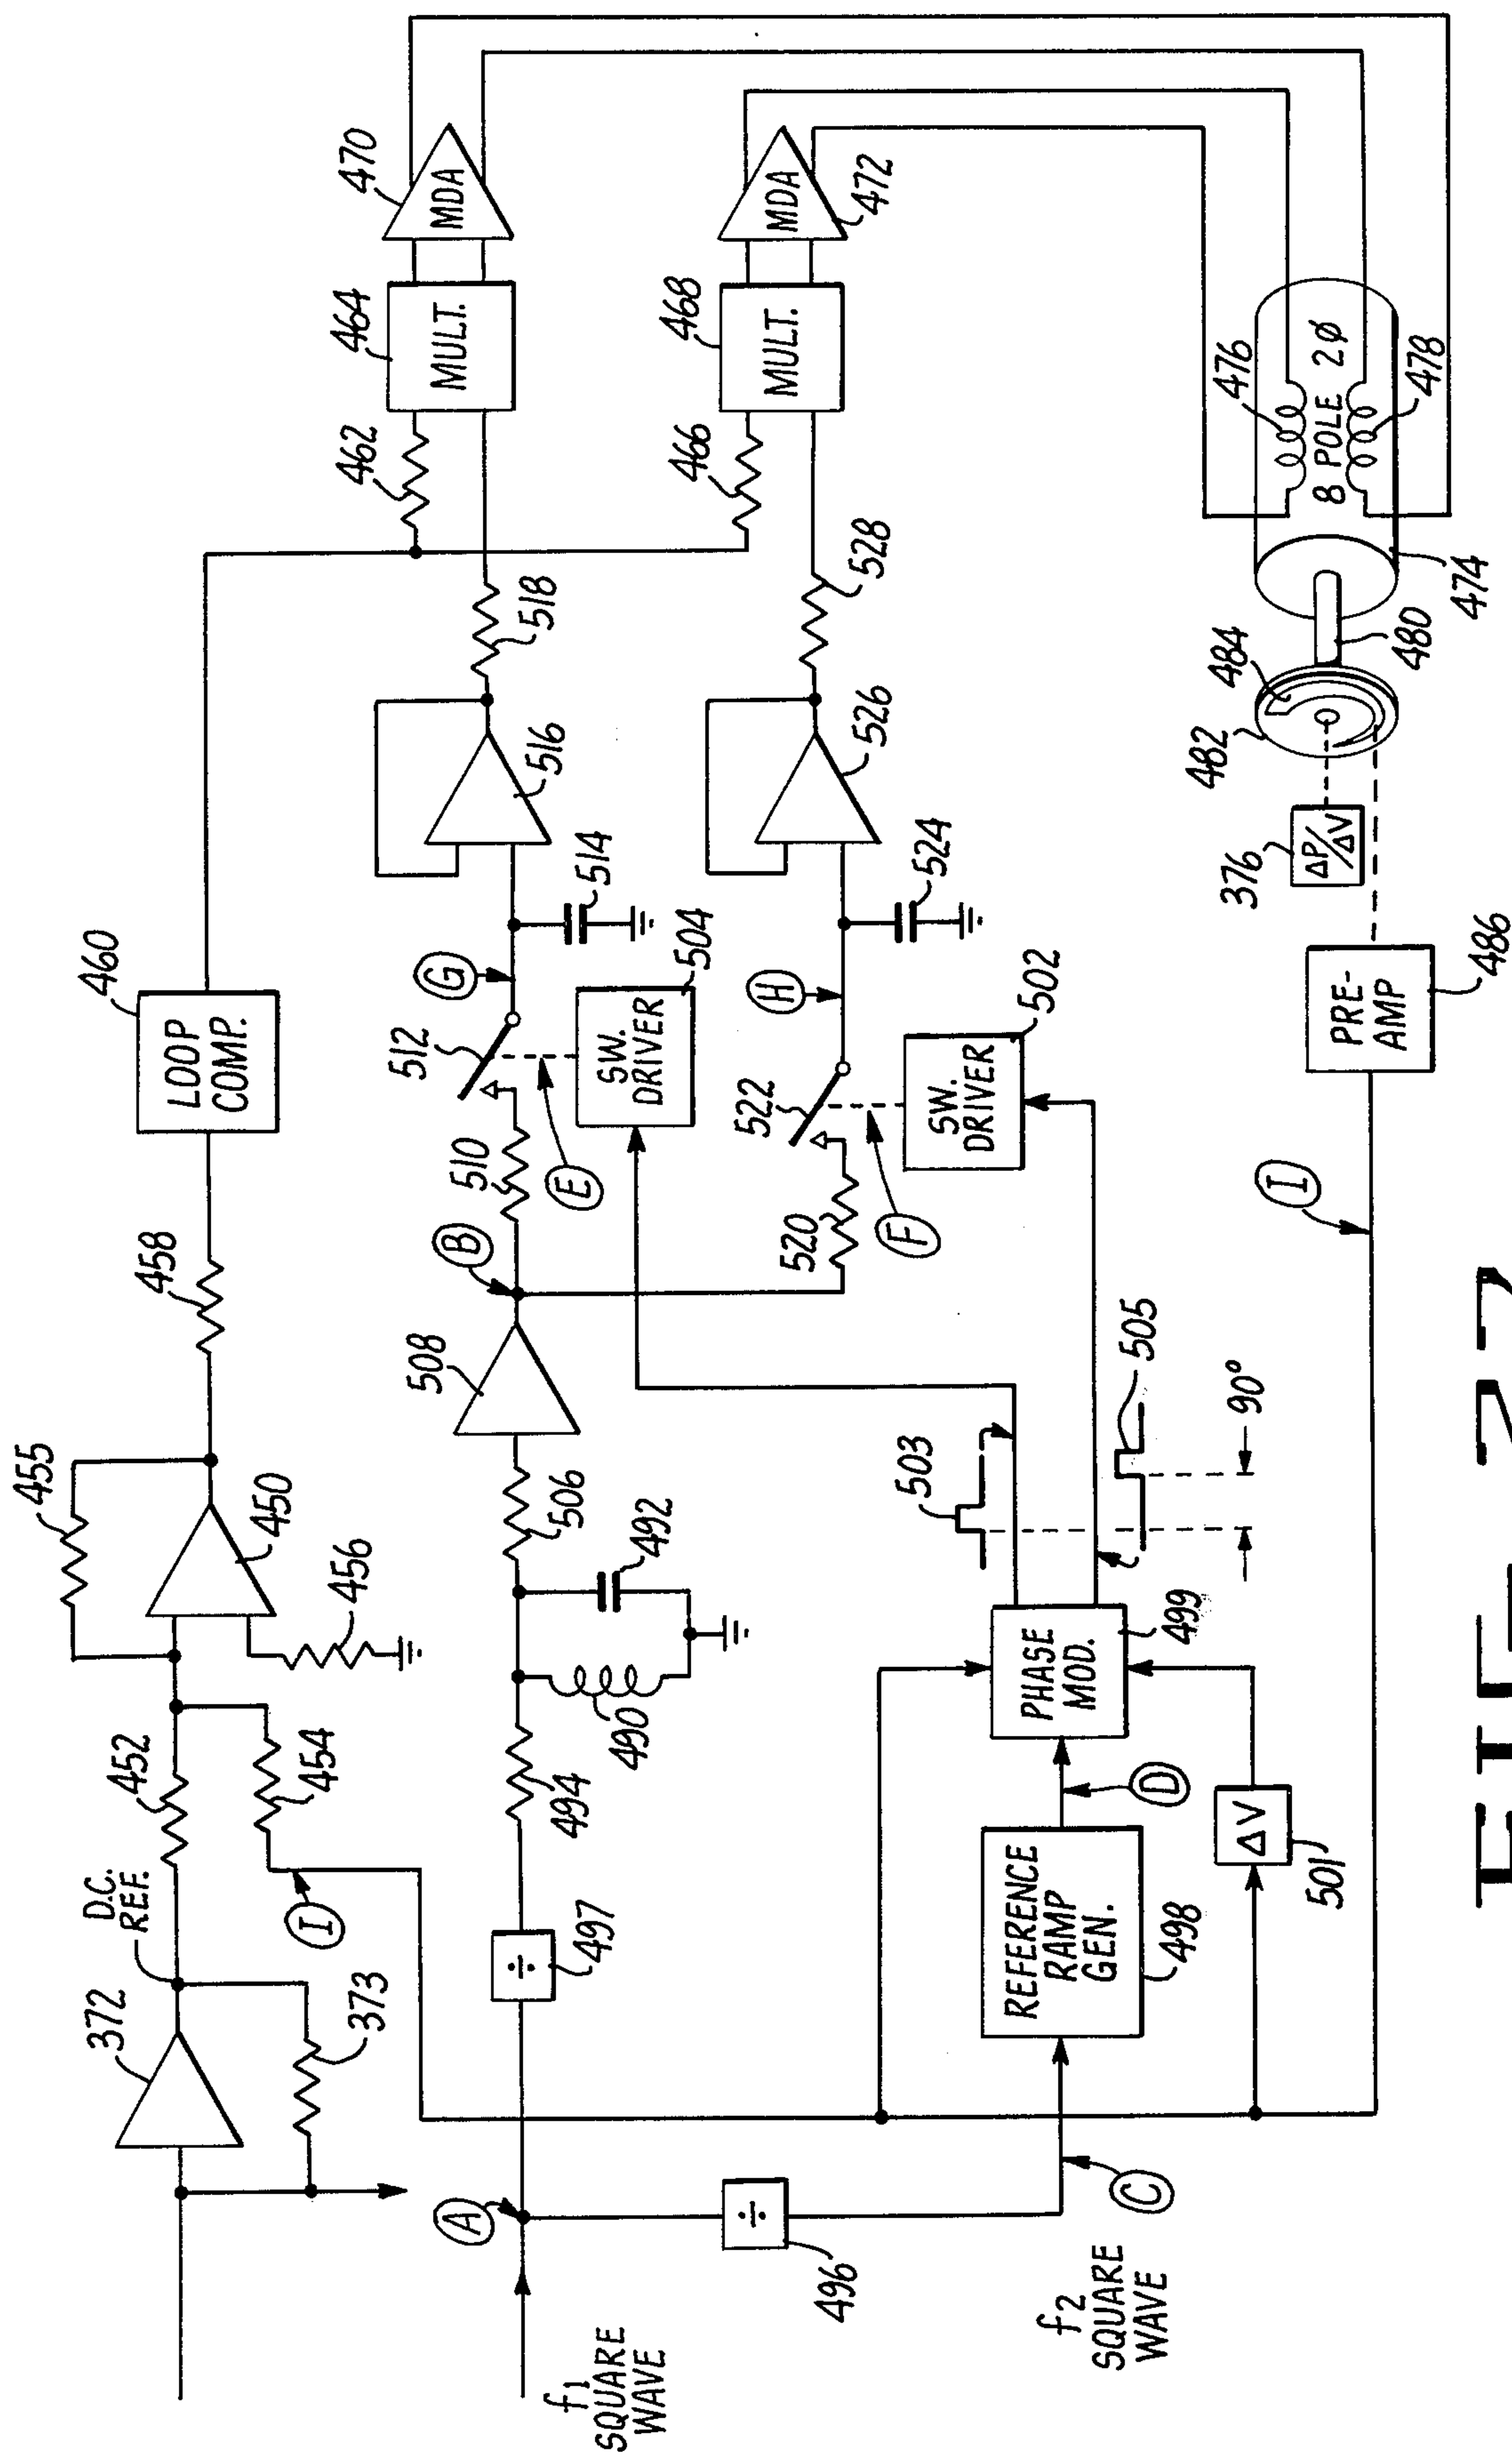 372
373
D.C.
REF.
452
454
I
455
450
456
458
LOOP
COMP.
460
462
MULT.
464
MDA
470
466
MULT.
468
MDA
472
f1
SQUARE
WAVE
A
÷
497
494
490
492
506
508
B
510
512
E
G
514
516
518
SW.
DRIVER
504
520
522
F
H
524
526
528
SW.
DRIVER
502
÷
496
f2
SQUARE
WAVE
C
REFERENCE
RAMP
GEN.
498
D
PHASE
MOD.
499
ΔV
501
503
505
90°
I
PRE-
AMP
486
ΔP/ΔV
376
482
484
480
474
476
8 POLE 2Ø
478